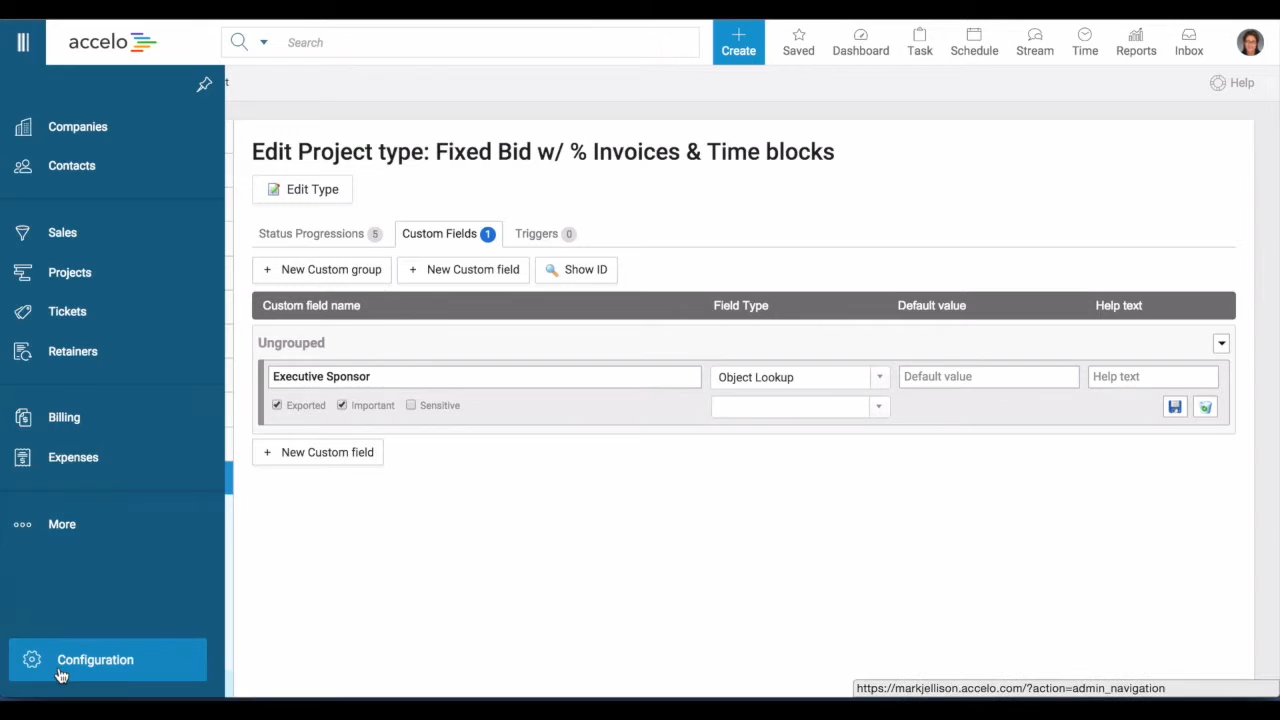 accelo
Search
Create
Saved
Dashboard
Task
Schedule
Stream
Time
Reports
Inbox
t
Help
Companies
Contacts
Sales
Projects
Tickets
Retainers
Billing
Expenses
More
Configuration
Edit Project type: Fixed Bid w/ % Invoices & Time blocks
Edit Type
Status Progressions 5
Custom Fields 1
Triggers 0
+ New Custom group
+ New Custom field
Show ID
Custom field name
Field Type
Default value
Help text
Ungrouped
Executive Sponsor
Object Lookup
Default value
Help text
Exported
Important
Sensitive
+ New Custom field
https://markjellison.accelo.com/?action=admin_navigation